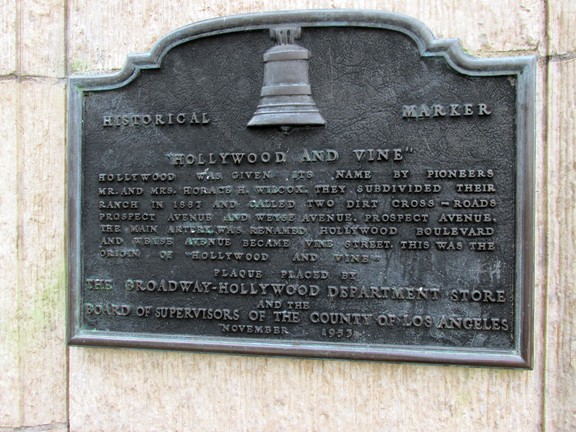 HISTORICAL MARKER
"HOLLYWOOD AND VINE"
HOLLYWOOD WAS GIVEN ITS NAME BY PIONEERS
MR. AND MRS. HORACE H. WILCOX. THEY SUBDIVIDED THEIR
RANCH IN 1887 AND CALLED TWO DIRT CROSS-ROADS
PROSPECT AVENUE AND WEYSE AVENUE. PROSPECT AVENUE,
THE MAIN ARTERY, WAS RENAMED HOLLYWOOD BOULEVARD
AND WEYSE AVENUE BECAME VINE STREET. THIS WAS THE
ORIGIN OF "HOLLYWOOD AND VINE"
PLAQUE PLACED BY
THE BROADWAY-HOLLYWOOD DEPARTMENT STORE
AND THE
BOARD OF SUPERVISORS OF THE COUNTY OF LOS ANGELES
NOVEMBER 1953